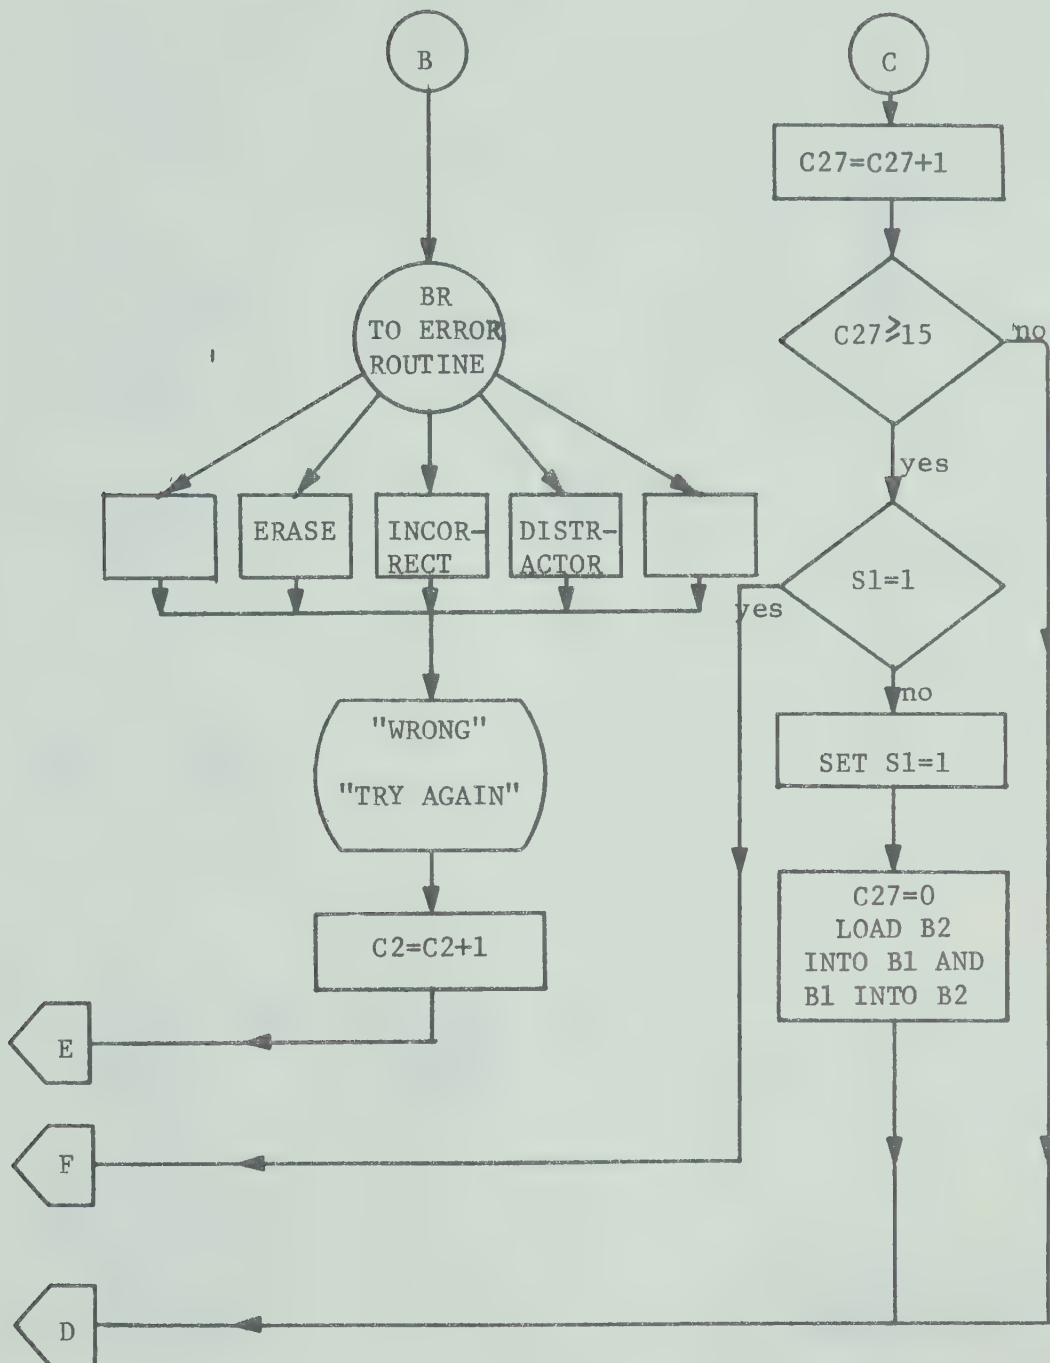 B
BR
TO ERROR
ROUTINE
ERASE
INCOR-
RECT
DISTR-
ACTOR
"WRONG"
"TRY AGAIN"
C2=C2+1
E
F
D
C
C27=C27+1
C27≥15
no
yes
S1=1
yes
no
SET S1=1
C27=0
LOAD B2
INTO B1 AND
B1 INTO B2